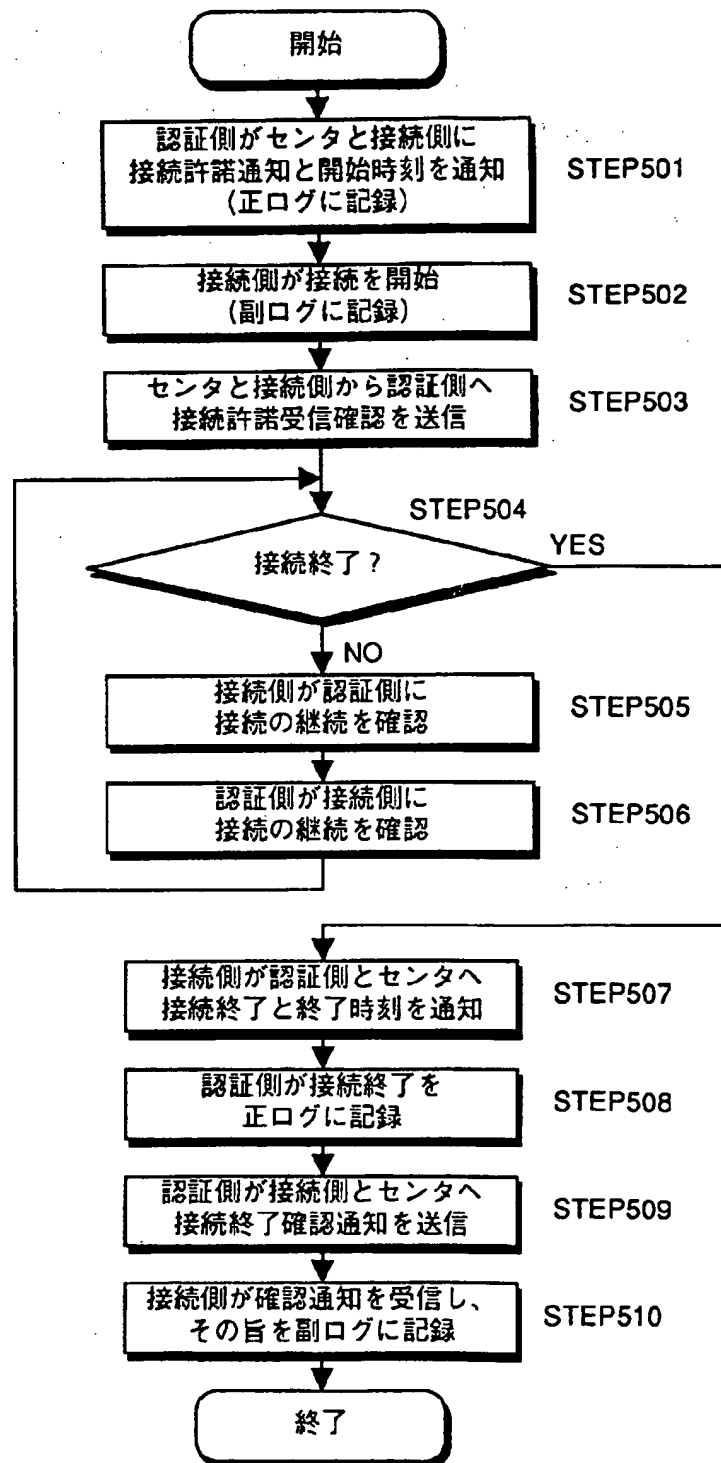 開始
認証側がセンタと接続側に
接続許諾通知と開始時刻を通知
(正ログに記録)
STEP501
接続側が接続を開始
(副ログに記録)
STEP502
センタと接続側から認証側へ
接続許諾受信確認を送信
STEP503
STEP504
接続終了?
YES
NO
接続側が認証側に
接続の継続を確認
STEP505
認証側が接続側に
接続の継続を確認
STEP506
接続側が認証側とセンタへ
接続終了と終了時刻を通知
STEP507
認証側が接続終了を
正ログに記録
STEP508
認証側が接続側とセンタへ
接続終了確認通知を送信
STEP509
接続側が確認通知を受信し、
その旨を副ログに記録
STEP510
終了